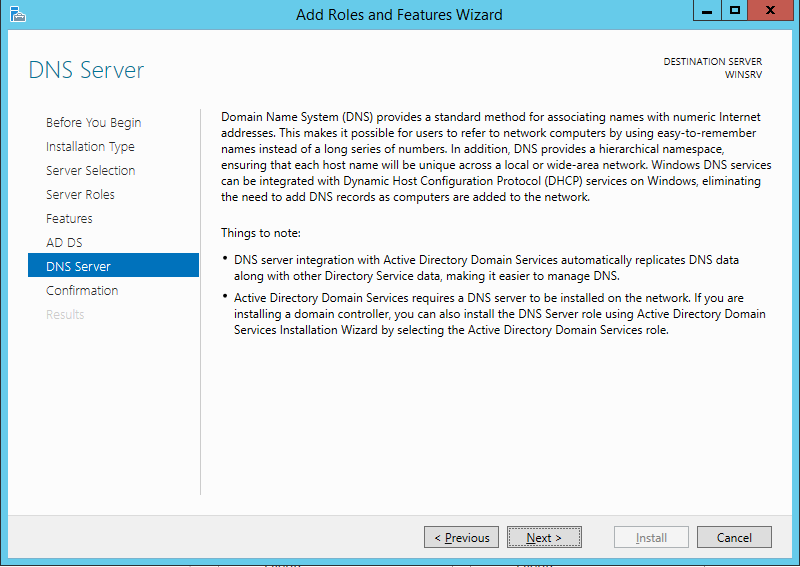 Add Roles and Features Wizard
DNS Server
DESTINATION SERVER
WINSRV
Before You Begin
Installation Type
Server Selection
Server Roles
Features
AD DS
DNS Server
Confirmation
Results
Domain Name System (DNS) provides a standard method for associating names with numeric Internet
addresses. This makes it possible for users to refer to network computers by using easy-to-remember
names instead of a long series of numbers. In addition, DNS provides a hierarchical namespace,
ensuring that each host name will be unique across a local or wide-area network. Windows DNS services
can be integrated with Dynamic Host Configuration Protocol (DHCP) services on Windows, eliminating
the need to add DNS records as computers are added to the network.
Things to note:
• DNS server integration with Active Directory Domain Services automatically replicates DNS data
along with other Directory Service data, making it easier to manage DNS.
• Active Directory Domain Services requires a DNS server to be installed on the network. If you are
installing a domain controller, you can also install the DNS Server role using Active Directory Domain
Services Installation Wizard by selecting the Active Directory Domain Services role.
< Previous
Next >
Install
Cancel